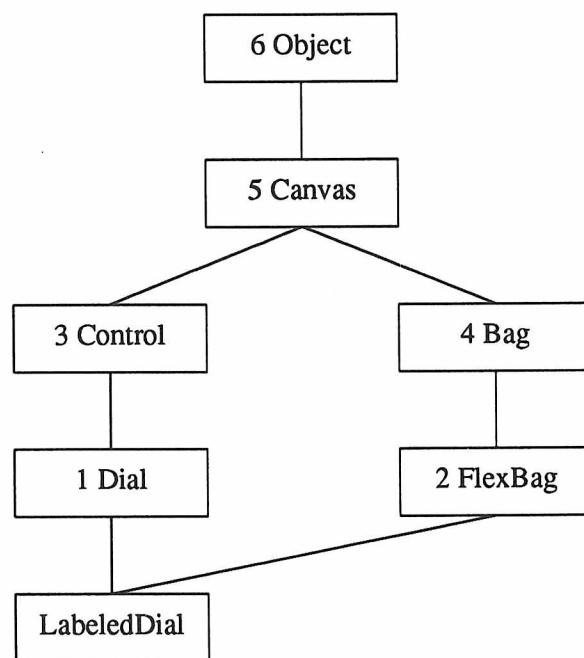 6 Object
5 Canvas
3 Control
4 Bag
1 Dial
2 FlexBag
LabeledDial